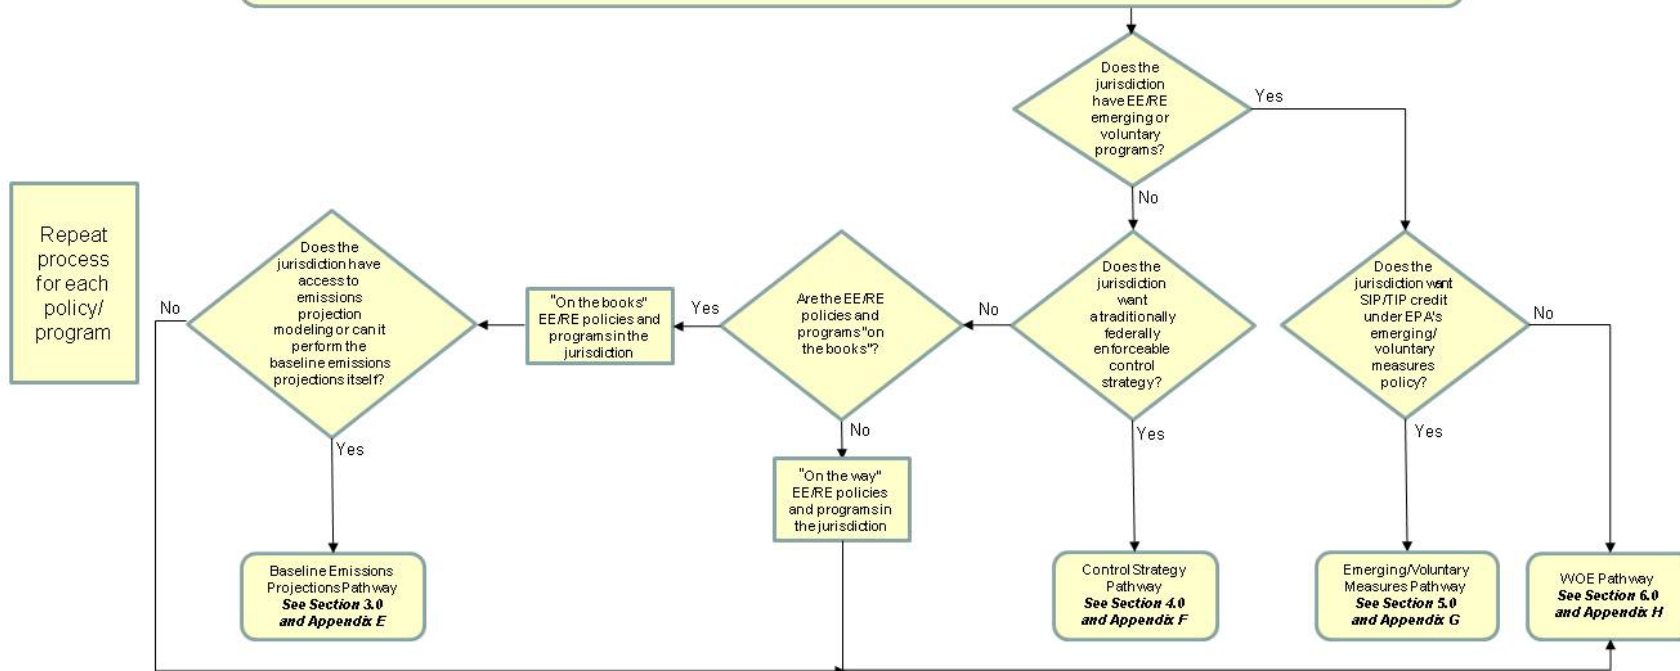 Does the
jurisdiction
have EE/RE
emerging or
voluntary
programs?
Yes
No
Repeat
process
for each
policy/
program
No
Does the
jurisdiction have
access to
emissions
projection
modeling or can it
perform the
baseline emissions
projections itself?
Yes
"On the books"
EE/RE policies and
programs in the
jurisdiction
Yes
Are the EE/RE
policies and
programs "on
the books"?
No
No
Does the
jurisdiction
want
a traditionally
federally
enforceable
control
strategy?
Yes
Does the
jurisdiction want
SIP/TIP credit
under EPA's
emerging/
voluntary
measures
policy?
No
Yes
"On the way"
EE/RE policies
and programs in
the jurisdiction
Baseline Emissions
Projections Pathway
See Section 3.0
and Appendix E
Control Strategy
Pathway
See Section 4.0
and Appendix F
Emerging/Voluntary
Measures Pathway
See Section 5.0
and Appendix G
WOE Pathway
See Section 6.0
and Appendix H